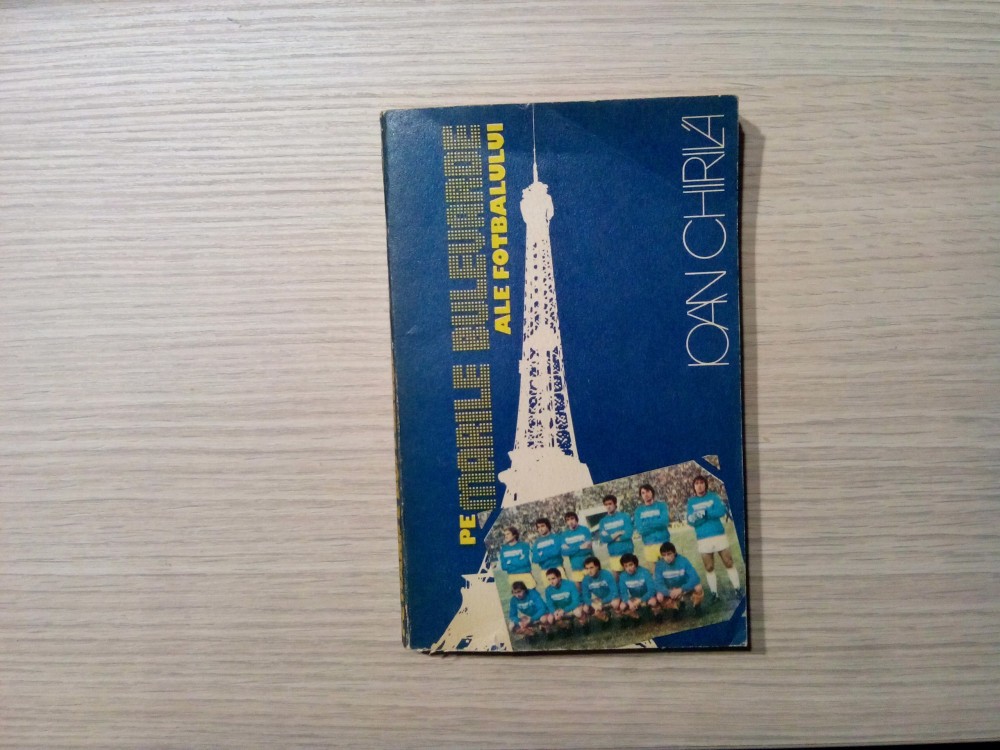 PE MARILE BULEVARDE
ALE FOTBALULUI
IOAN CHIRILĂ